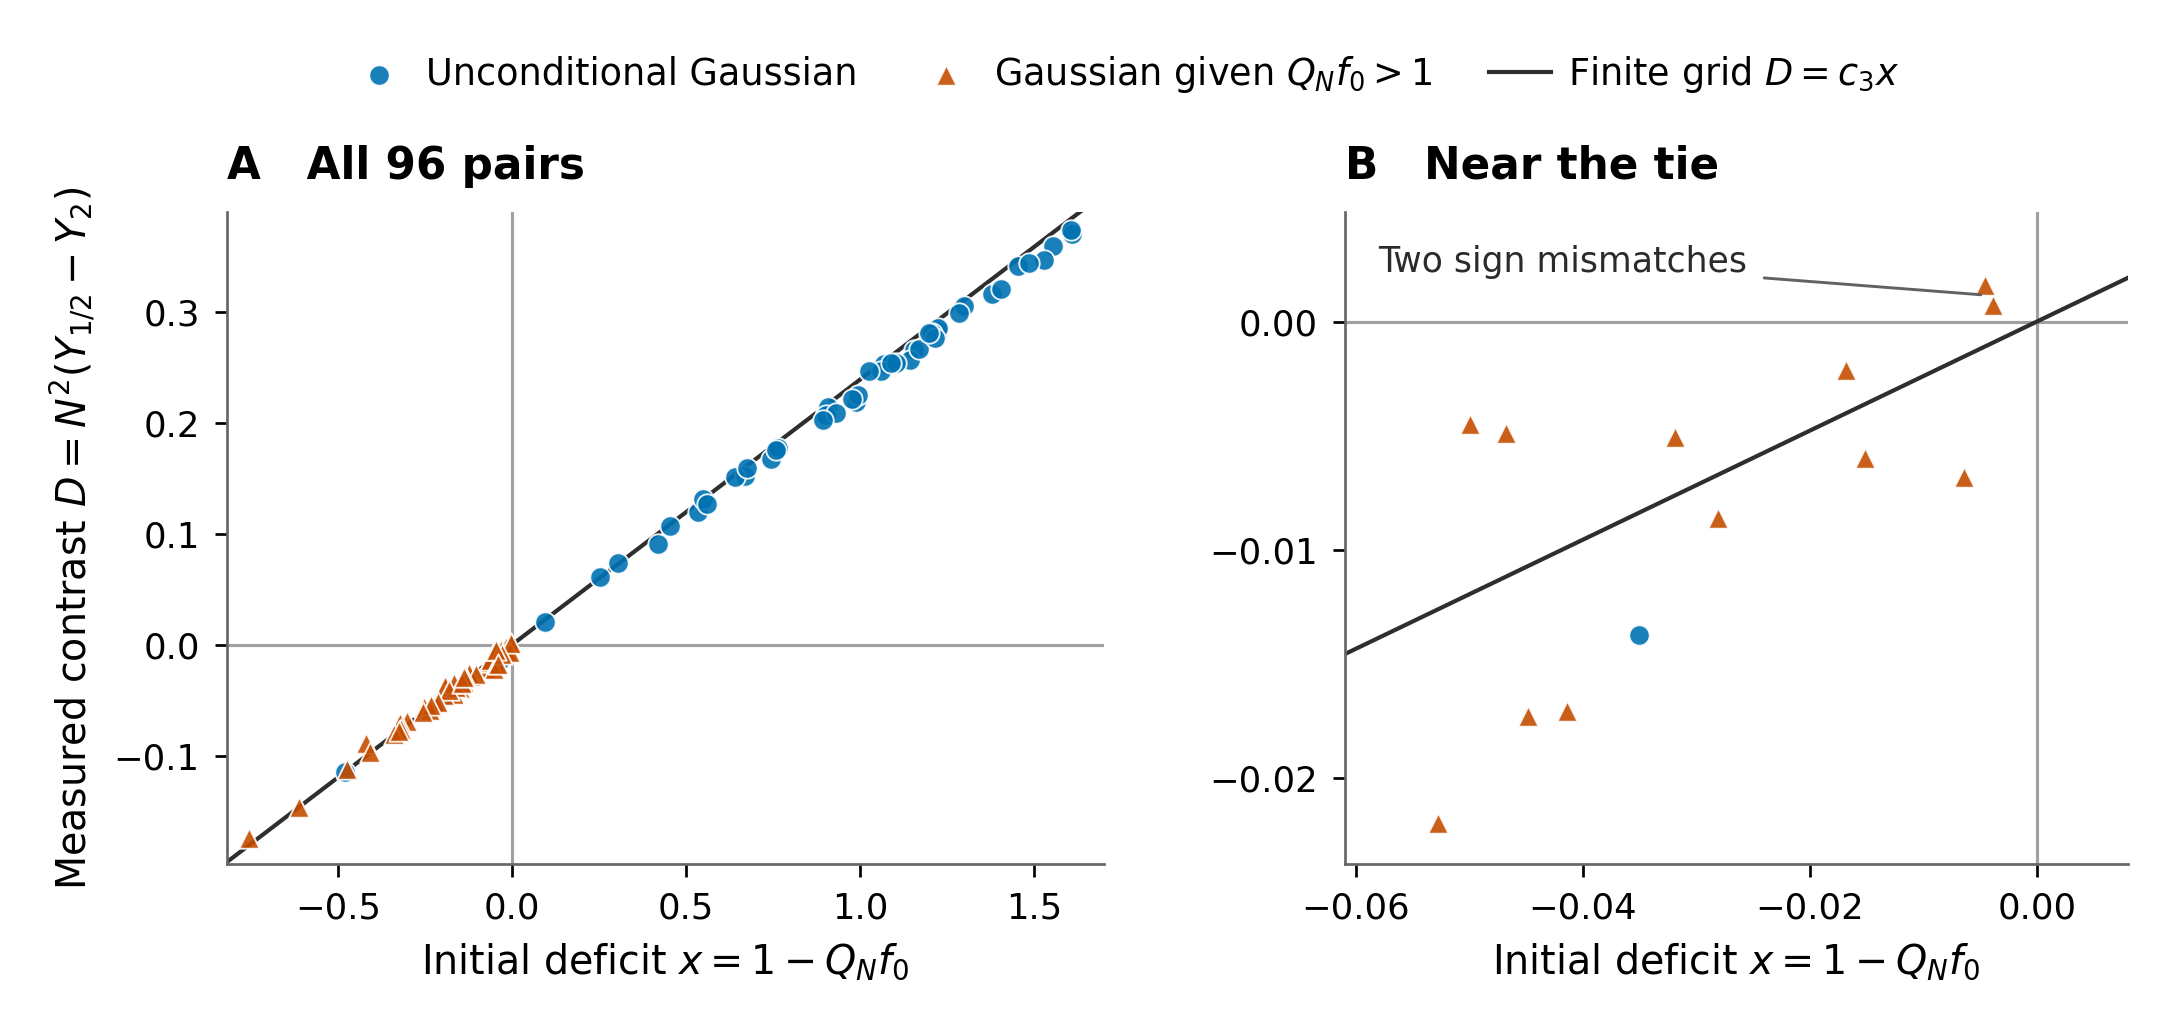 Unconditional Gaussian
Gaussian given $Q_N f_0 > 1$
Finite grid $D = c_3 x$
A All 96 pairs
Measured contrast $D = N^2(Y_{1/2} - Y_2)$
0.3
0.2
0.1
0.0
−0.1
−0.5
0.0
0.5
1.0
1.5
Initial deficit $x = 1 - Q_N f_0$
B Near the tie
Two sign mismatches
0.00
−0.01
−0.02
−0.06
−0.04
−0.02
0.00
Initial deficit $x = 1 - Q_N f_0$